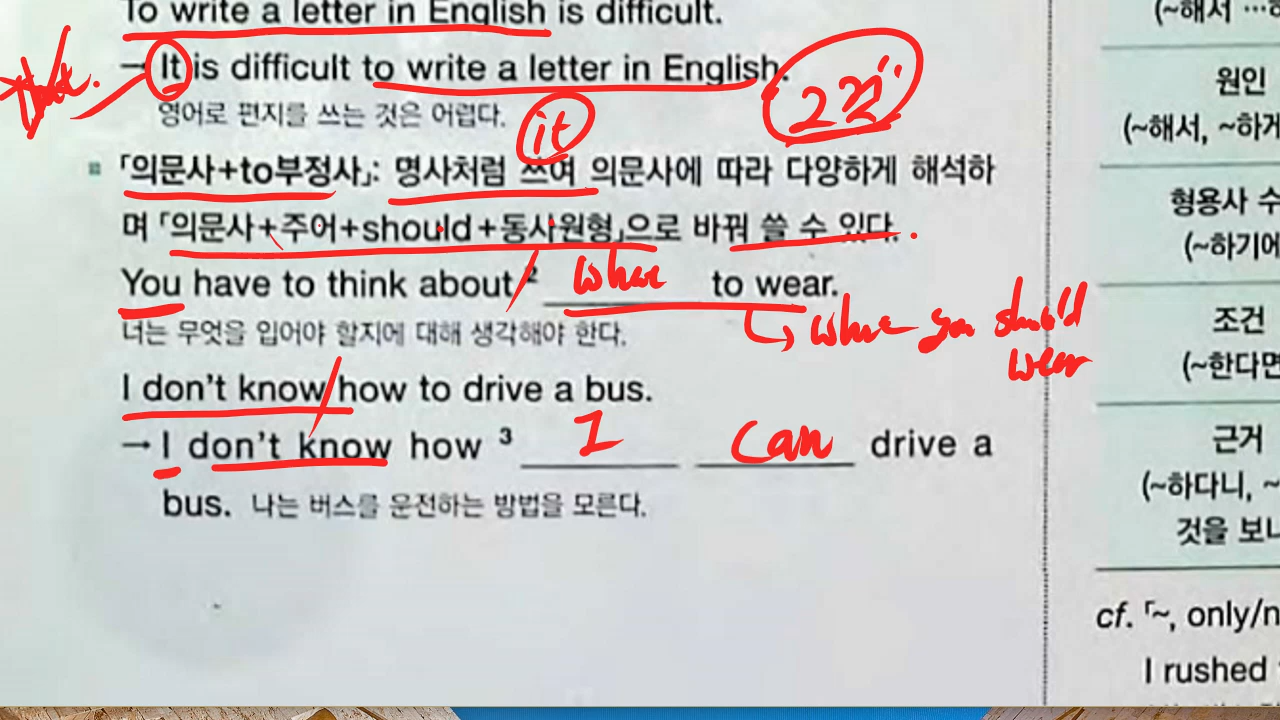 To write a letter in English is difficult.
→ It is difficult to write a letter in English.
영어로 편지를 쓰는 것은 어렵다.
it
「의문사+to부정사」: 명사처럼 쓰여 의문사에 따라 다양하게 해석하
며 「의문사+주어+should+동사원형」으로 바꿔 쓸 수 있다.
You have to think about 2 what to wear.
너는 무엇을 입어야 할지에 대해 생각해야 한다.
you should
wear
I don't know how to drive a bus.
→ I don't know how 3 I can drive a
bus. 나는 버스를 운전하는 방법을 모른다.
(~해서
원인
(~해서, ~하게
형용사 수
(~하기에
조건
(~한다면
근거
(~하다니, ~
것을 보니
cf. 「~, only/n
I rushed